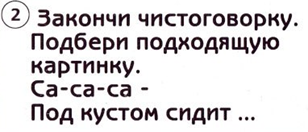 2 Закончи чистоговорку.
Подбери подходящую
картинку.
Са-са-са -
Под кустом сидит ...